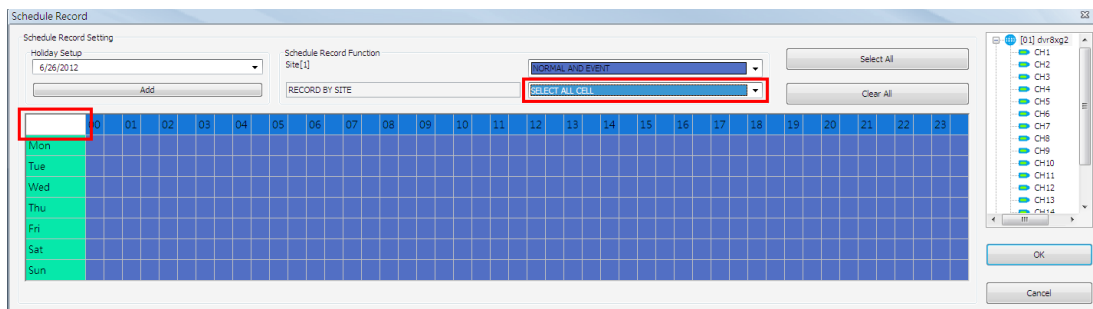 Schedule Record
Schedule Record Setting
Holiday Setup
6/26/2012
Add
Schedule Record Function
Site[1]
NORMAL AND EVENT
RECORD BY SITE
SELECT ALL CELL
Select All
Clear All
00 01 02 03 04 05 06 07 08 09 10 11 12 13 14 15 16 17 18 19 20 21 22 23
Mon
Tue
Wed
Thu
Fri
Sat
Sun
[01] dvr8xg2
CH1
CH2
CH3
CH4
CH5
CH6
CH7
CH8
CH9
CH10
CH11
CH12
CH13
CH14
OK
Cancel